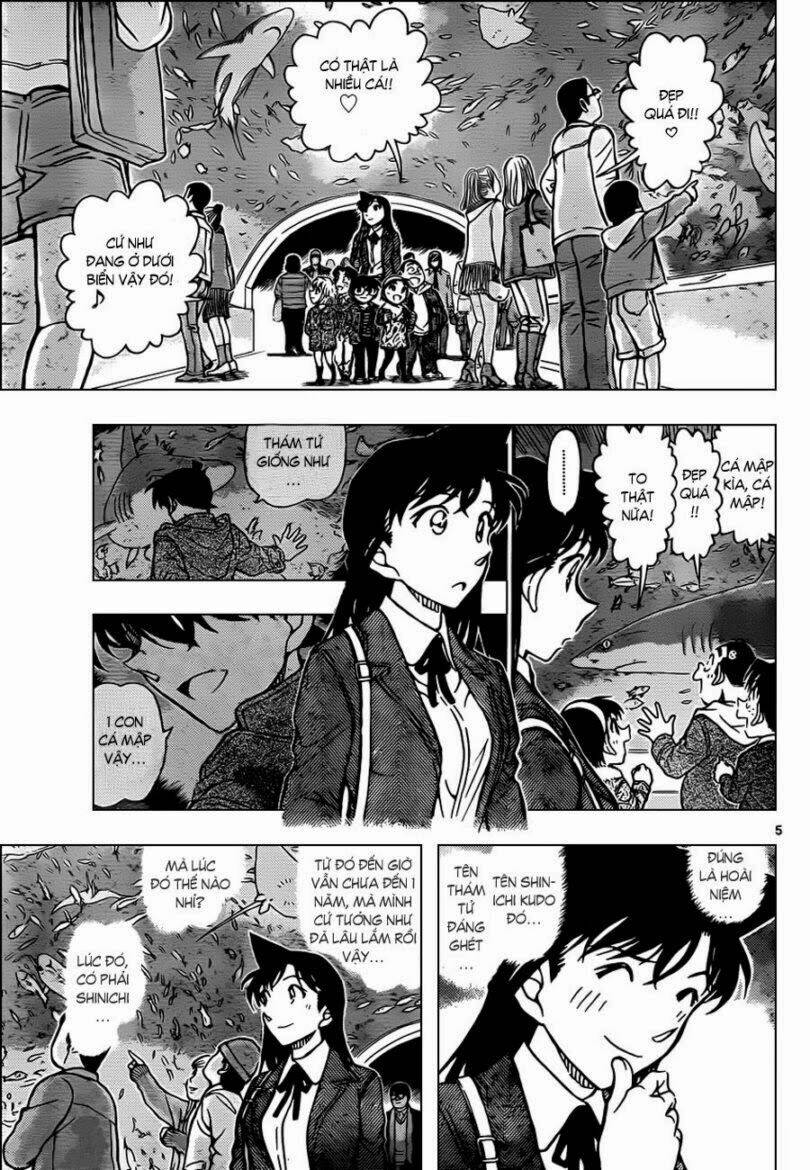 ĐẸP
QUÁ ĐI!!
♡
CÓ THẬT LÀ
NHIỀU CÁ!!
♡
CỨ NHƯ
ĐANG Ở DƯỚI
BIỂN VẬY ĐÓ!
♪
CÁ MẬP
KÌA, CÁ
MẬP!
ĐẸP
QUÁ
!!
TO
THẬT
NỮA!
.........
THÁM TỬ
GIỐNG NHƯ
...
1 CON
CÁ MẬP
VẬY...
5
ĐÚNG
LÀ HOÀI
NIỆM
...
TÊN SHIN-
ICHI KUDO
ĐÓ...
TÊN
THÁM TỬ
ĐÁNG
GHÉT
...
TỪ ĐÓ ĐẾN GIỜ
VẪN CHƯA ĐẾN 1
NĂM, MÀ MÌNH
CỨ TƯỞNG NHƯ
ĐÃ LÂU LẮM RỒI
VẬY...
MÀ LÚC
ĐÓ THẾ NÀO
NHỈ?
LÚC ĐÓ,
CÓ PHẢI
SHINICHI
...